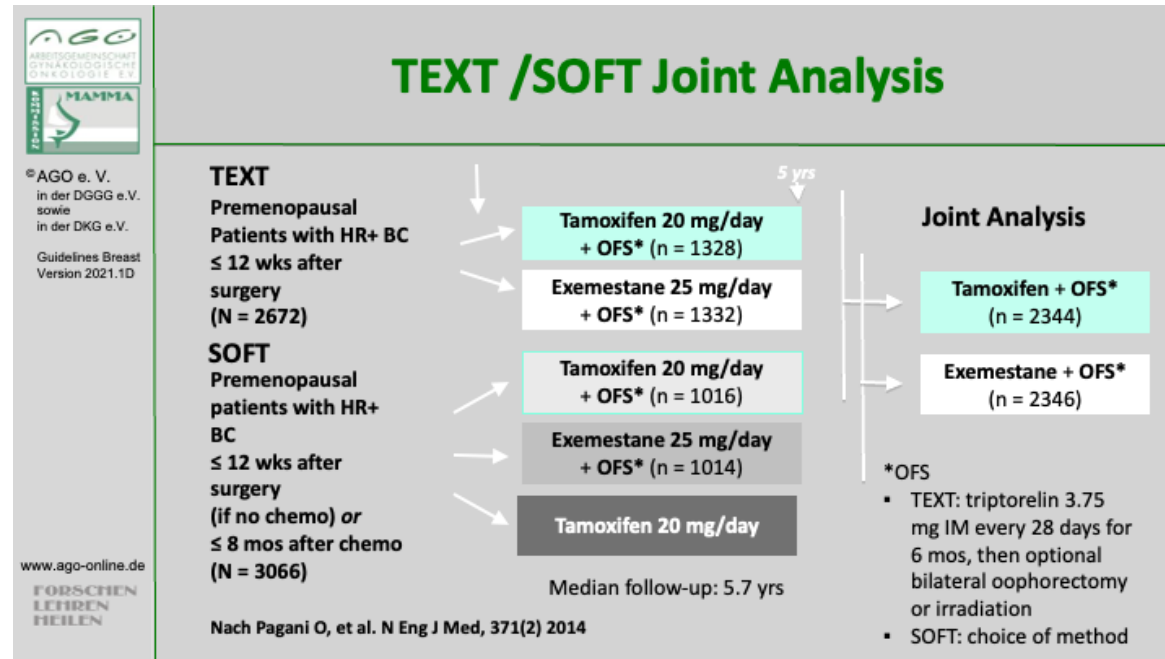 AGO
ARBEITSGEMEINSCHAFT
GYNÄKOLOGISCHE
ONKOLOGIE E.V.
MAMMA
© AGO e. V.
in der DGGG e.V.
sowie
in der DKG e.V.
Guidelines Breast
Version 2021.1D
www.ago-online.de
FORSCHEN
LEHREN
HEILEN
TEXT /SOFT Joint Analysis
TEXT
Premenopausal
Patients with HR+ BC
≤ 12 wks after
surgery
(N = 2672)
SOFT
Premenopausal
patients with HR+
BC
≤ 12 wks after
surgery
(if no chemo) or
≤ 8 mos after chemo
(N = 3066)
5 yrs
Tamoxifen 20 mg/day
+ OFS* (n = 1328)
Exemestane 25 mg/day
+ OFS* (n = 1332)
Tamoxifen 20 mg/day
+ OFS* (n = 1016)
Exemestane 25 mg/day
+ OFS* (n = 1014)
Tamoxifen 20 mg/day
Median follow-up: 5.7 yrs
Joint Analysis
Tamoxifen + OFS*
(n = 2344)
Exemestane + OFS*
(n = 2346)
*OFS
▪ TEXT: triptorelin 3.75
mg IM every 28 days for
6 mos, then optional
bilateral oophorectomy
or irradiation
▪ SOFT: choice of method
Nach Pagani O, et al. N Eng J Med, 371(2) 2014